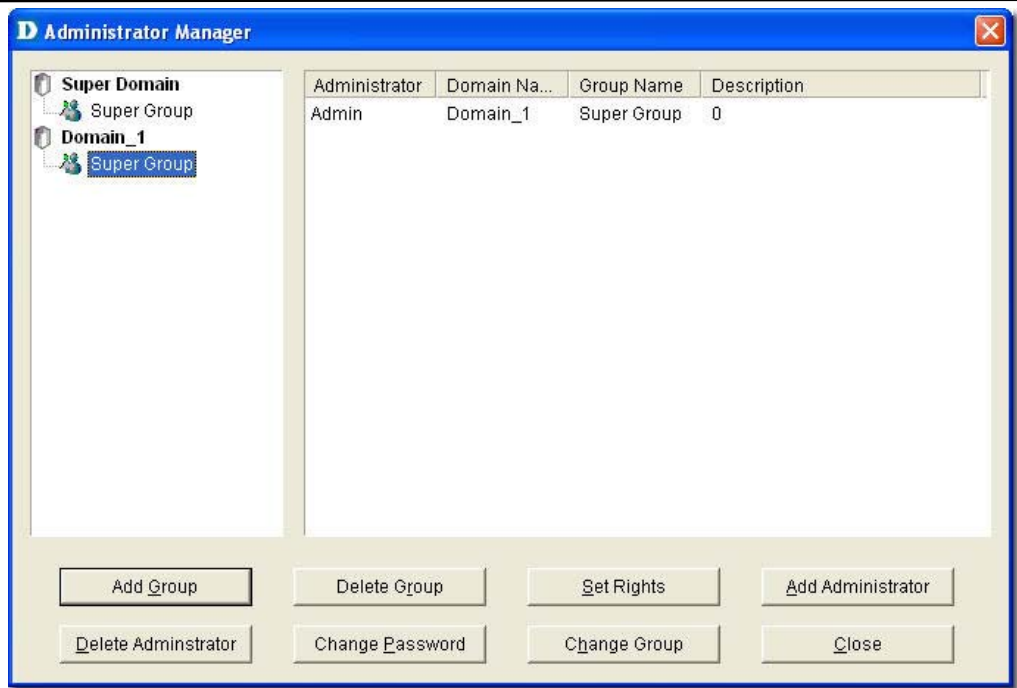 D Administrator Manager
Super Domain
Super Group
Domain_1
Super Group
Administrator Domain Na... Group Name Description
Admin Domain_1 Super Group 0
Add Group Delete Group Set Rights Add Administrator
Delete Adminstrator Change Password Change Group Close